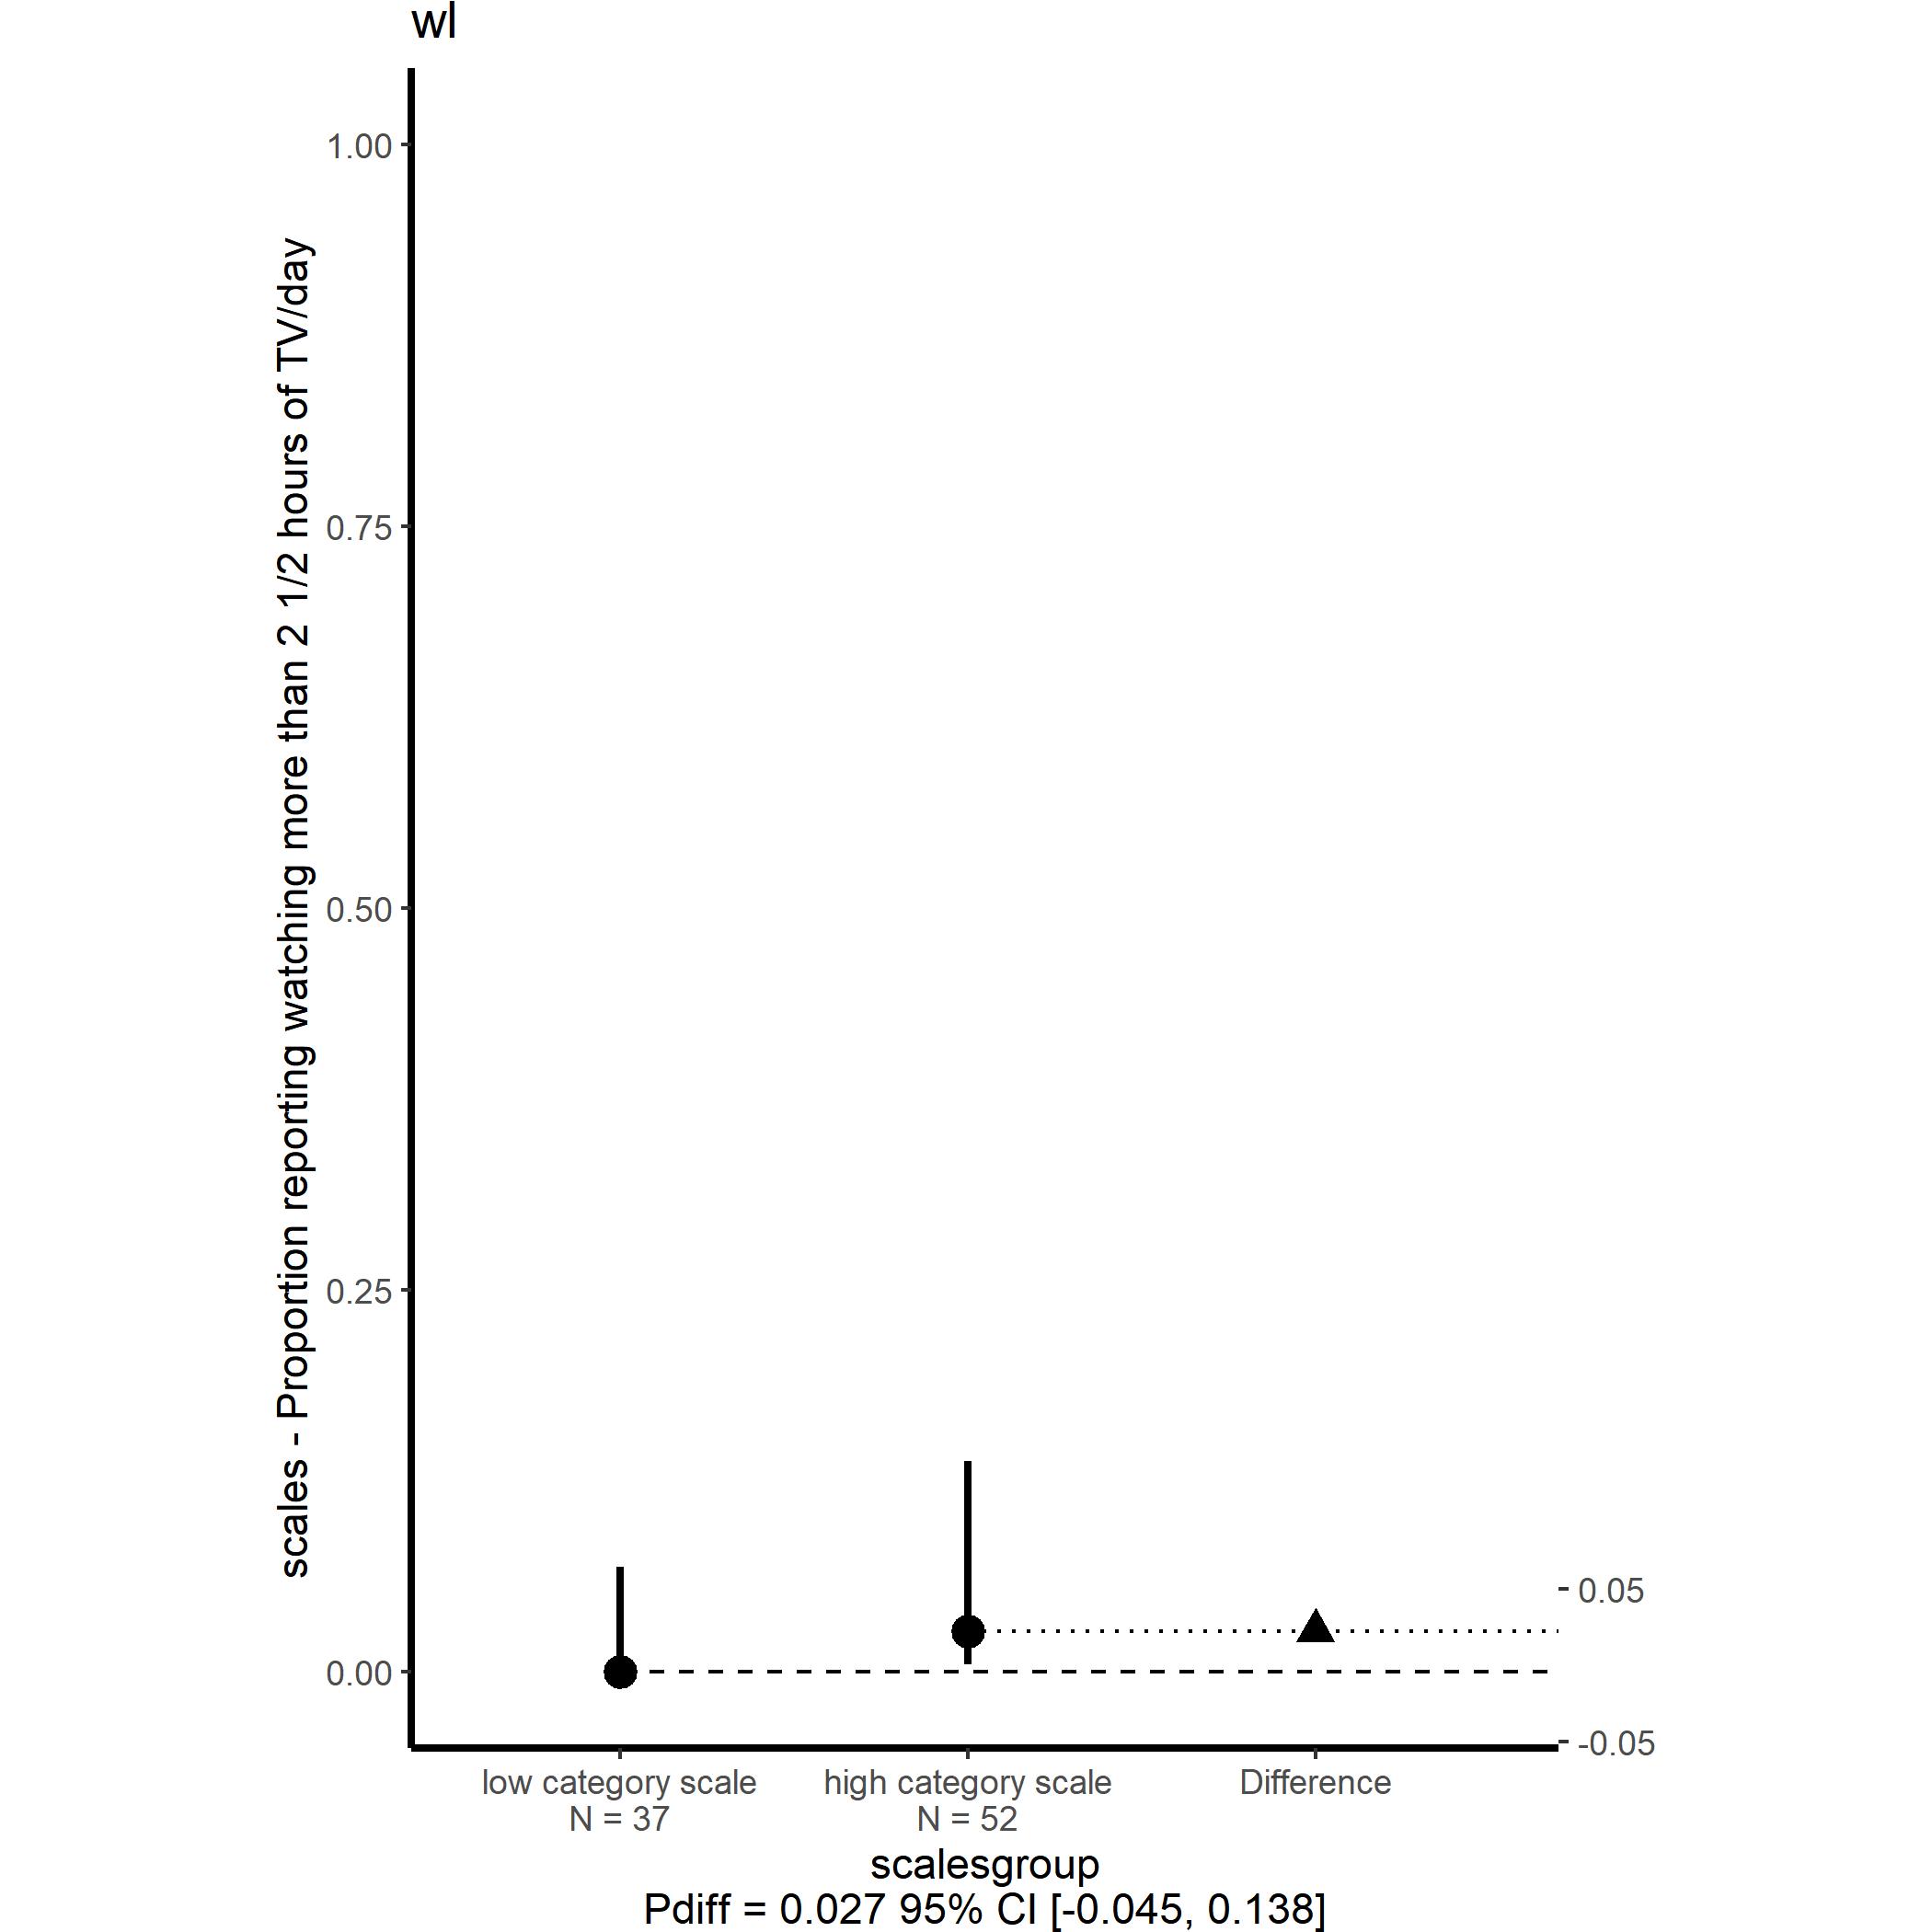 wl
scales - Proportion reporting watching more than 2 1/2 hours of TV/day
1.00
0.75
0.50
0.25
0.00
0.05
-0.05
low category scale
N = 37
high category scale
N = 52
Difference
scalesgroup
Pdiff = 0.027 95% CI [-0.045, 0.138]